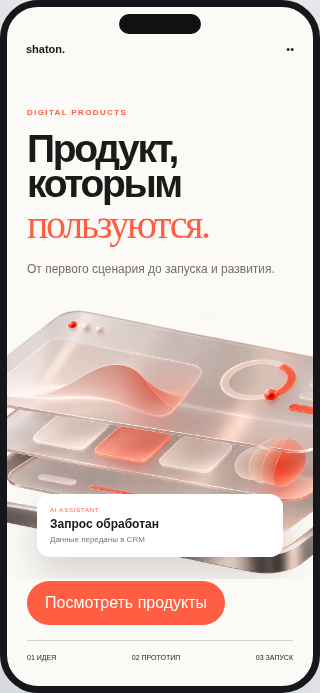 shaton.
DIGITAL PRODUCTS
Продукт,
которым
пользуются.
От первого сценария до запуска и развития.
AI ASSISTANT
Запрос обработан
Данные переданы в CRM
Посмотреть продукты
01 ИДЕЯ
02 ПРОТОТИП
03 ЗАПУСК